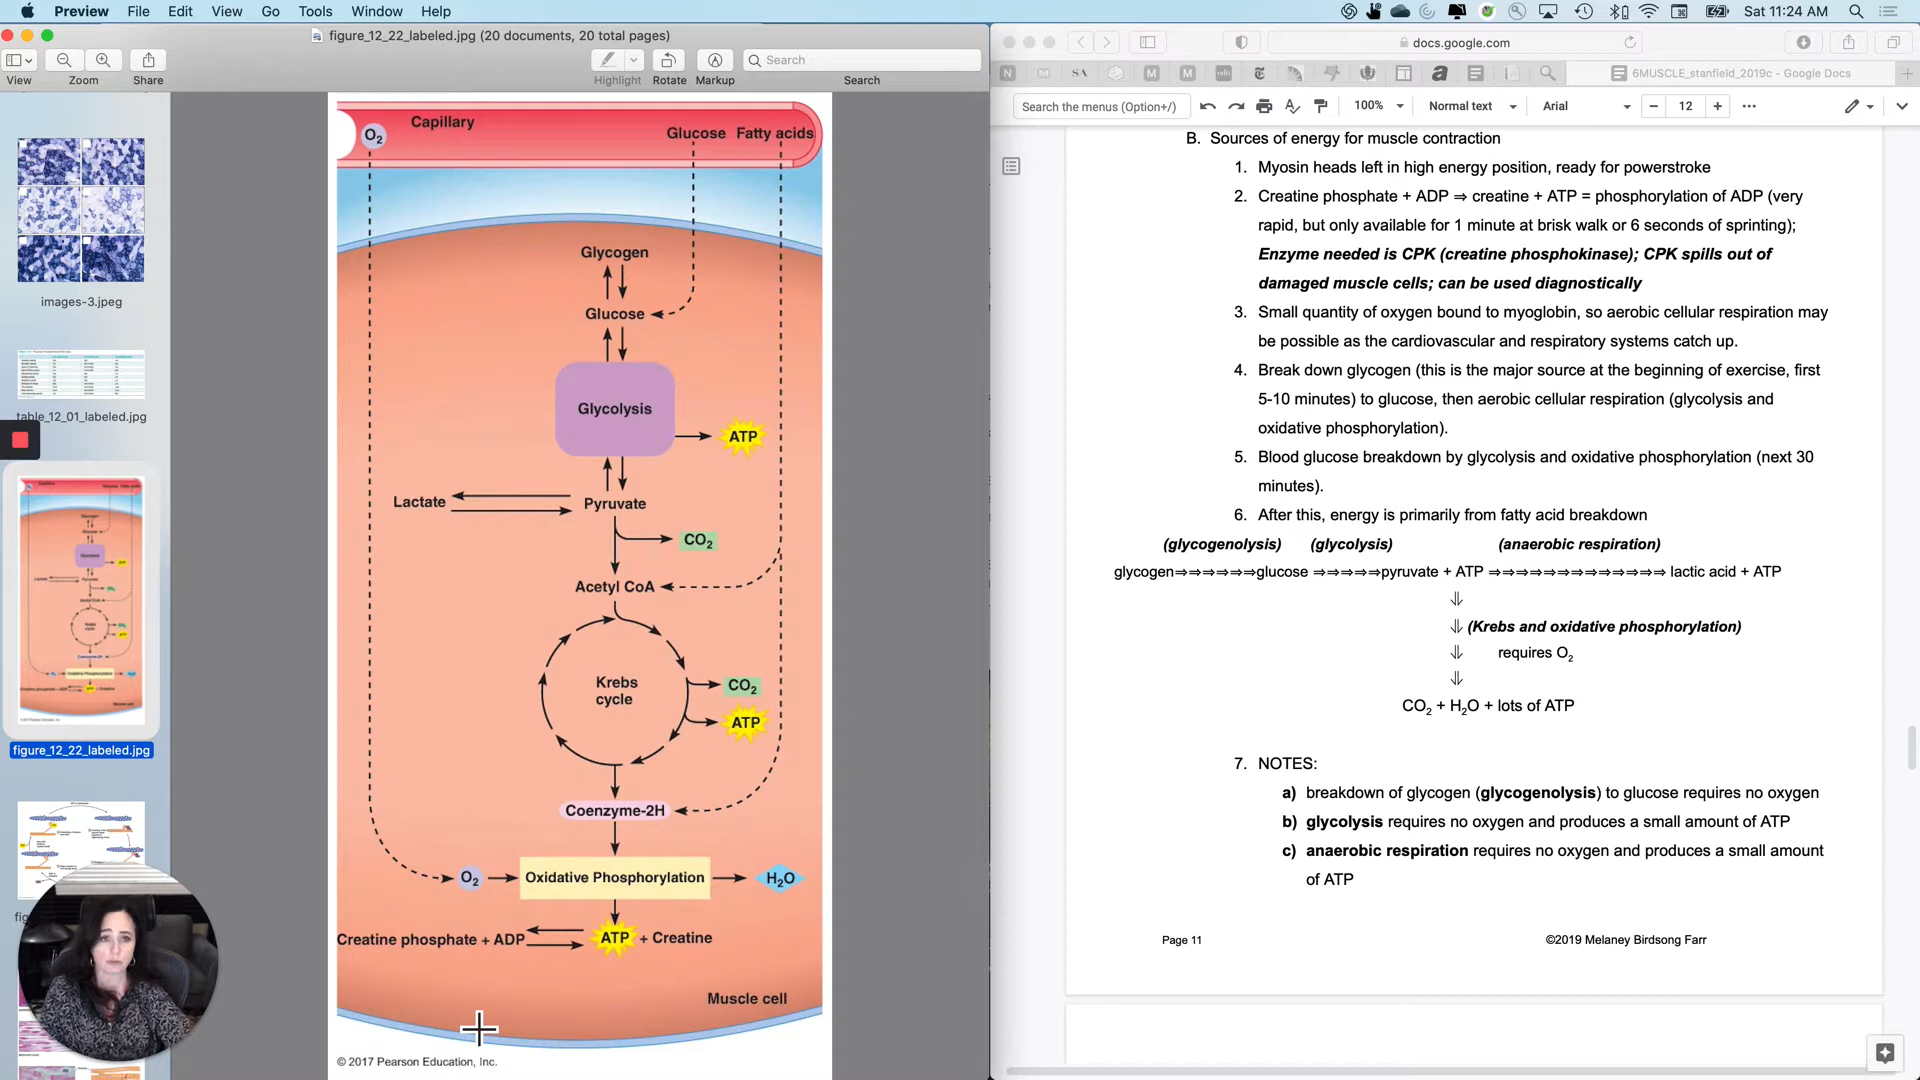 Preview File Edit View Go Tools Window Help
Sat 11:24 AM
figure_12_22_labeled.jpg (20 documents, 20 total pages)
View
Zoom
Share
Highlight
Rotate
Markup
Search
Search
images-3.jpeg
table_12_01_labeled.jpg
figure_12_22_labeled.jpg
O₂
Capillary
Glucose Fatty acids
Glycogen
Glucose
Glycolysis
ATP
Lactate
Pyruvate
CO₂
Acetyl CoA
Krebs
cycle
CO₂
ATP
Coenzyme-2H
O₂
Oxidative Phosphorylation
H₂O
Creatine phosphate + ADP
ATP + Creatine
Muscle cell
© 2017 Pearson Education, Inc.
docs.google.com
6MUSCLE_stanfield_2019c - Google Docs
Search the menus (Option+/)
100%
Normal text
Arial
12
B. Sources of energy for muscle contraction
1. Myosin heads left in high energy position, ready for powerstroke
2. Creatine phosphate + ADP ⇒ creatine + ATP = phosphorylation of ADP (very
rapid, but only available for 1 minute at brisk walk or 6 seconds of sprinting);
Enzyme needed is CPK (creatine phosphokinase); CPK spills out of
damaged muscle cells; can be used diagnostically
3. Small quantity of oxygen bound to myoglobin, so aerobic cellular respiration may
be possible as the cardiovascular and respiratory systems catch up.
4. Break down glycogen (this is the major source at the beginning of exercise, first
5-10 minutes) to glucose, then aerobic cellular respiration (glycolysis and
oxidative phosphorylation).
5. Blood glucose breakdown by glycolysis and oxidative phosphorylation (next 30
minutes).
6. After this, energy is primarily from fatty acid breakdown
(glycogenolysis) (glycolysis) (anaerobic respiration)
glycogen⇒⇒⇒⇒⇒⇒glucose ⇒⇒⇒⇒⇒pyruvate + ATP ⇒⇒⇒⇒⇒⇒⇒⇒⇒⇒⇒⇒⇒ lactic acid + ATP
⇓
⇓ (Krebs and oxidative phosphorylation)
⇓ requires O₂
⇓
CO₂ + H₂O + lots of ATP
7. NOTES:
a) breakdown of glycogen (glycogenolysis) to glucose requires no oxygen
b) glycolysis requires no oxygen and produces a small amount of ATP
c) anaerobic respiration requires no oxygen and produces a small amount
of ATP
Page 11
©2019 Melaney Birdsong Farr